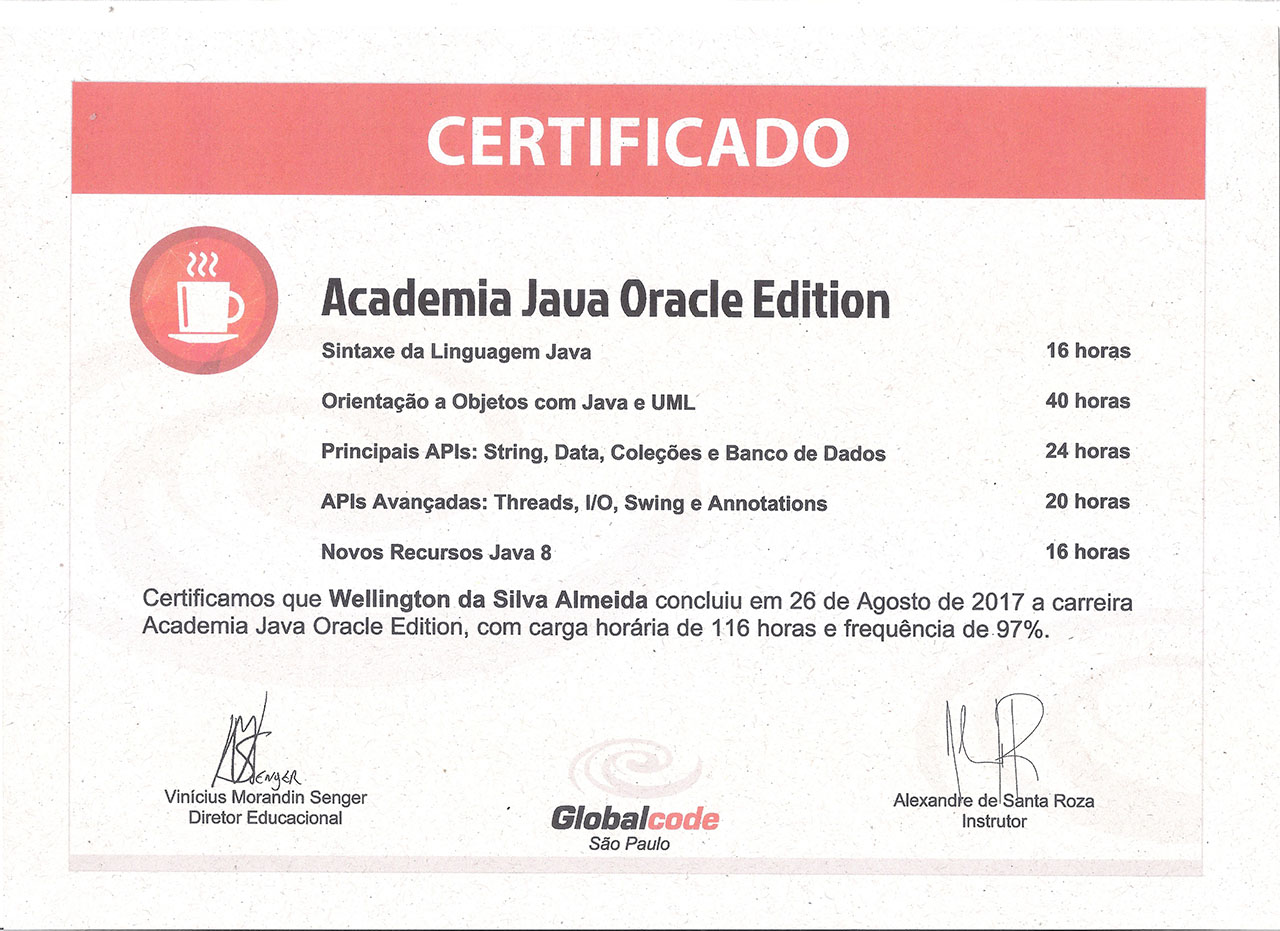 CERTIFICADO
Academia Java Oracle Edition
Sintaxe da Linguagem Java 16 horas
Orientação a Objetos com Java e UML 40 horas
Principais APIs: String, Data, Coleções e Banco de Dados 24 horas
APIs Avançadas: Threads, I/O, Swing e Annotations 20 horas
Novos Recursos Java 8 16 horas
Certificamos que Wellington da Silva Almeida concluiu em 26 de Agosto de 2017 a carreira
Academia Java Oracle Edition, com carga horária de 116 horas e frequência de 97%.
Vinícius Morandin Senger
Diretor Educacional
Globalcode
São Paulo
Alexandre de Santa Roza
Instrutor